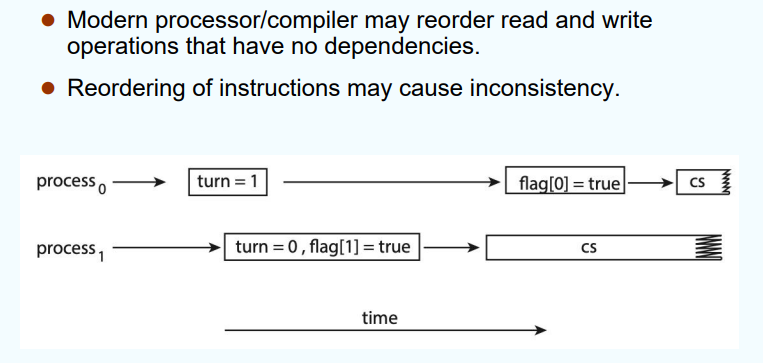 Modern processor/compiler may reorder read and write
operations that have no dependencies.
Reordering of instructions may cause inconsistency.
process0 turn = 1 flag[0] = true cs
process1 turn = 0 , flag[1] = true cs
time